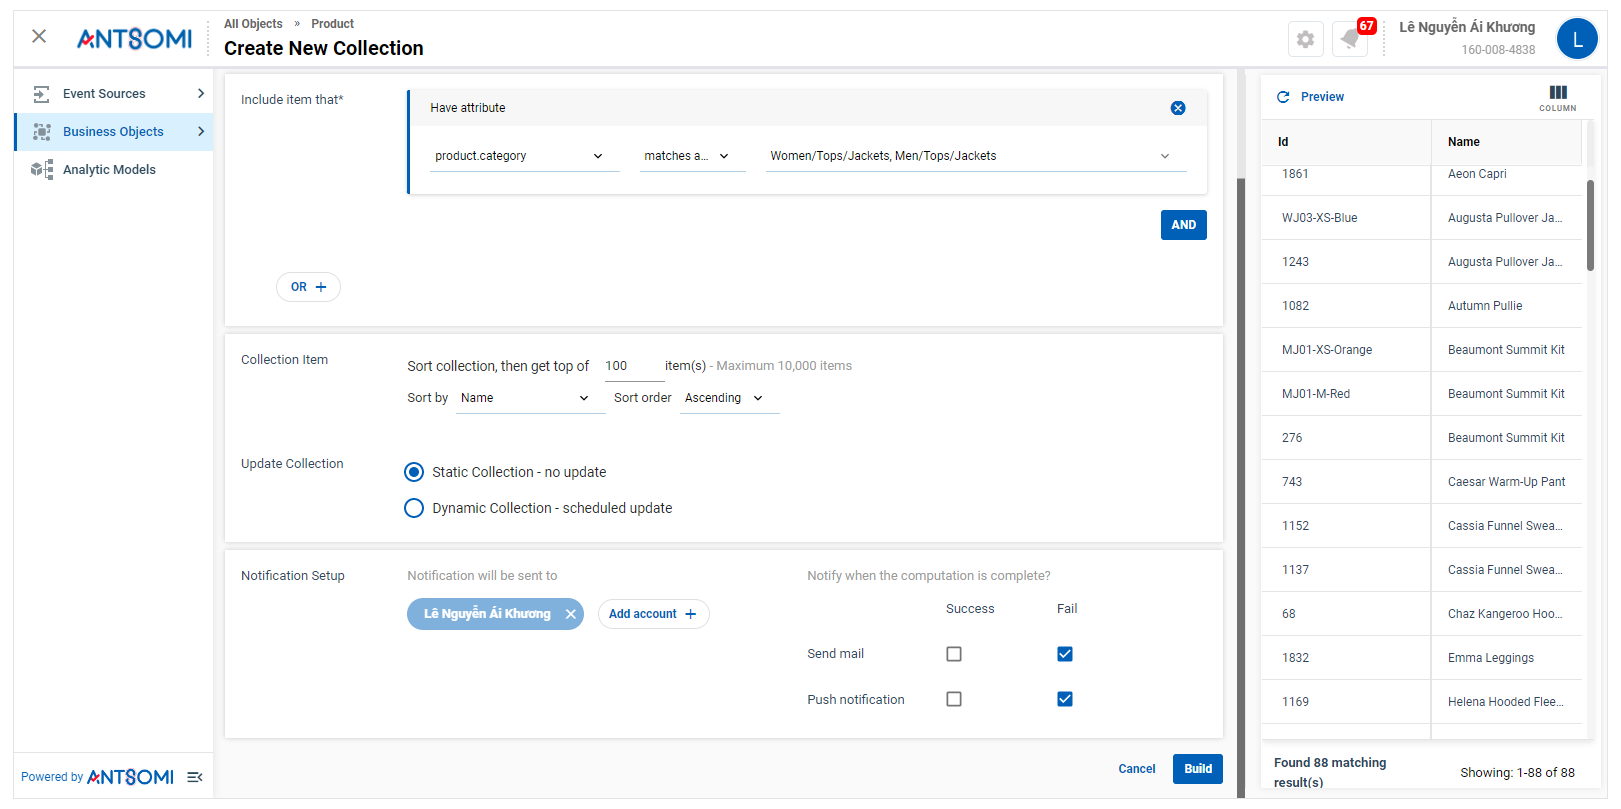 ANTSOMI
All Objects » Product
Create New Collection
67
Lê Nguyễn Ái Khương
160-008-4838
L
Event Sources
Business Objects
Analytic Models
Powered by ANTSOMI
Include item that*
Have attribute
product.category
matches a...
Women/Tops/Jackets, Men/Tops/Jackets
AND
OR +
Collection Item
Sort collection, then get top of 100 item(s) - Maximum 10,000 items
Sort by Name Sort order Ascending
Update Collection
Static Collection - no update
Dynamic Collection - scheduled update
Notification Setup
Notification will be sent to
Lê Nguyễn Ái Khương
Add account +
Notify when the computation is complete?
Success Fail
Send mail
Push notification
Cancel
Build
Preview
COLUMN
Id Name
1861 Aeon Capri
WJ03-XS-Blue Augusta Pullover Ja...
1243 Augusta Pullover Ja...
1082 Autumn Pullie
MJ01-XS-Orange Beaumont Summit Kit
MJ01-M-Red Beaumont Summit Kit
276 Beaumont Summit Kit
743 Caesar Warm-Up Pant
1152 Cassia Funnel Swea...
1137 Cassia Funnel Swea...
68 Chaz Kangeroo Hoo...
1832 Emma Leggings
1169 Helena Hooded Flee...
Found 88 matching
result(s)
Showing: 1-88 of 88